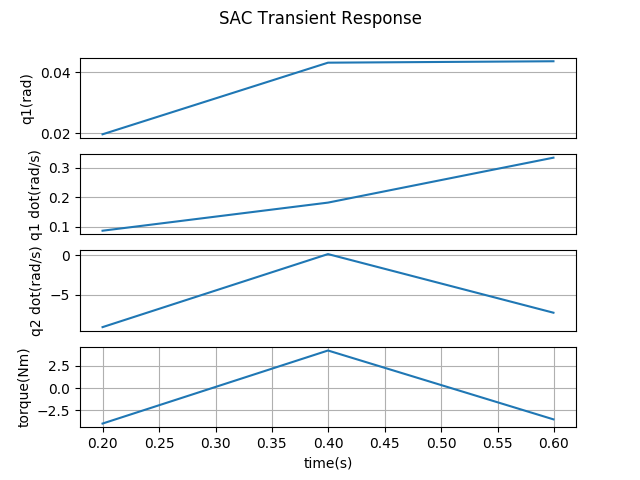 SAC Transient Response
q1(rad)
0.04
0.02
q1 dot(rad/s)
0.3
0.2
0.1
q2 dot(rad/s)
0
−5
torque(Nm)
2.5
0.0
−2.5
0.20 0.25 0.30 0.35 0.40 0.45 0.50 0.55 0.60
time(s)